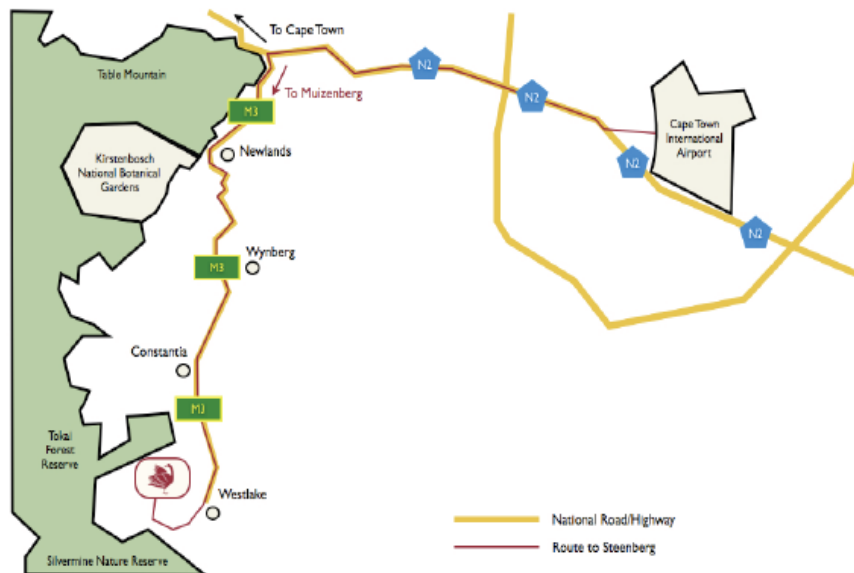 To Cape Town
Table Mountain
N2
To Muizenberg
M3
N2
Cape Town
International
Airport
Kirstenbosch
National Botanical
Gardens
Newlands
N2
N2
Wynberg
M3
Constantia
M3
Tokai
Forest
Reserve
Westlake
National Road/Highway
Route to Steenberg
Silvermine Nature Reserve